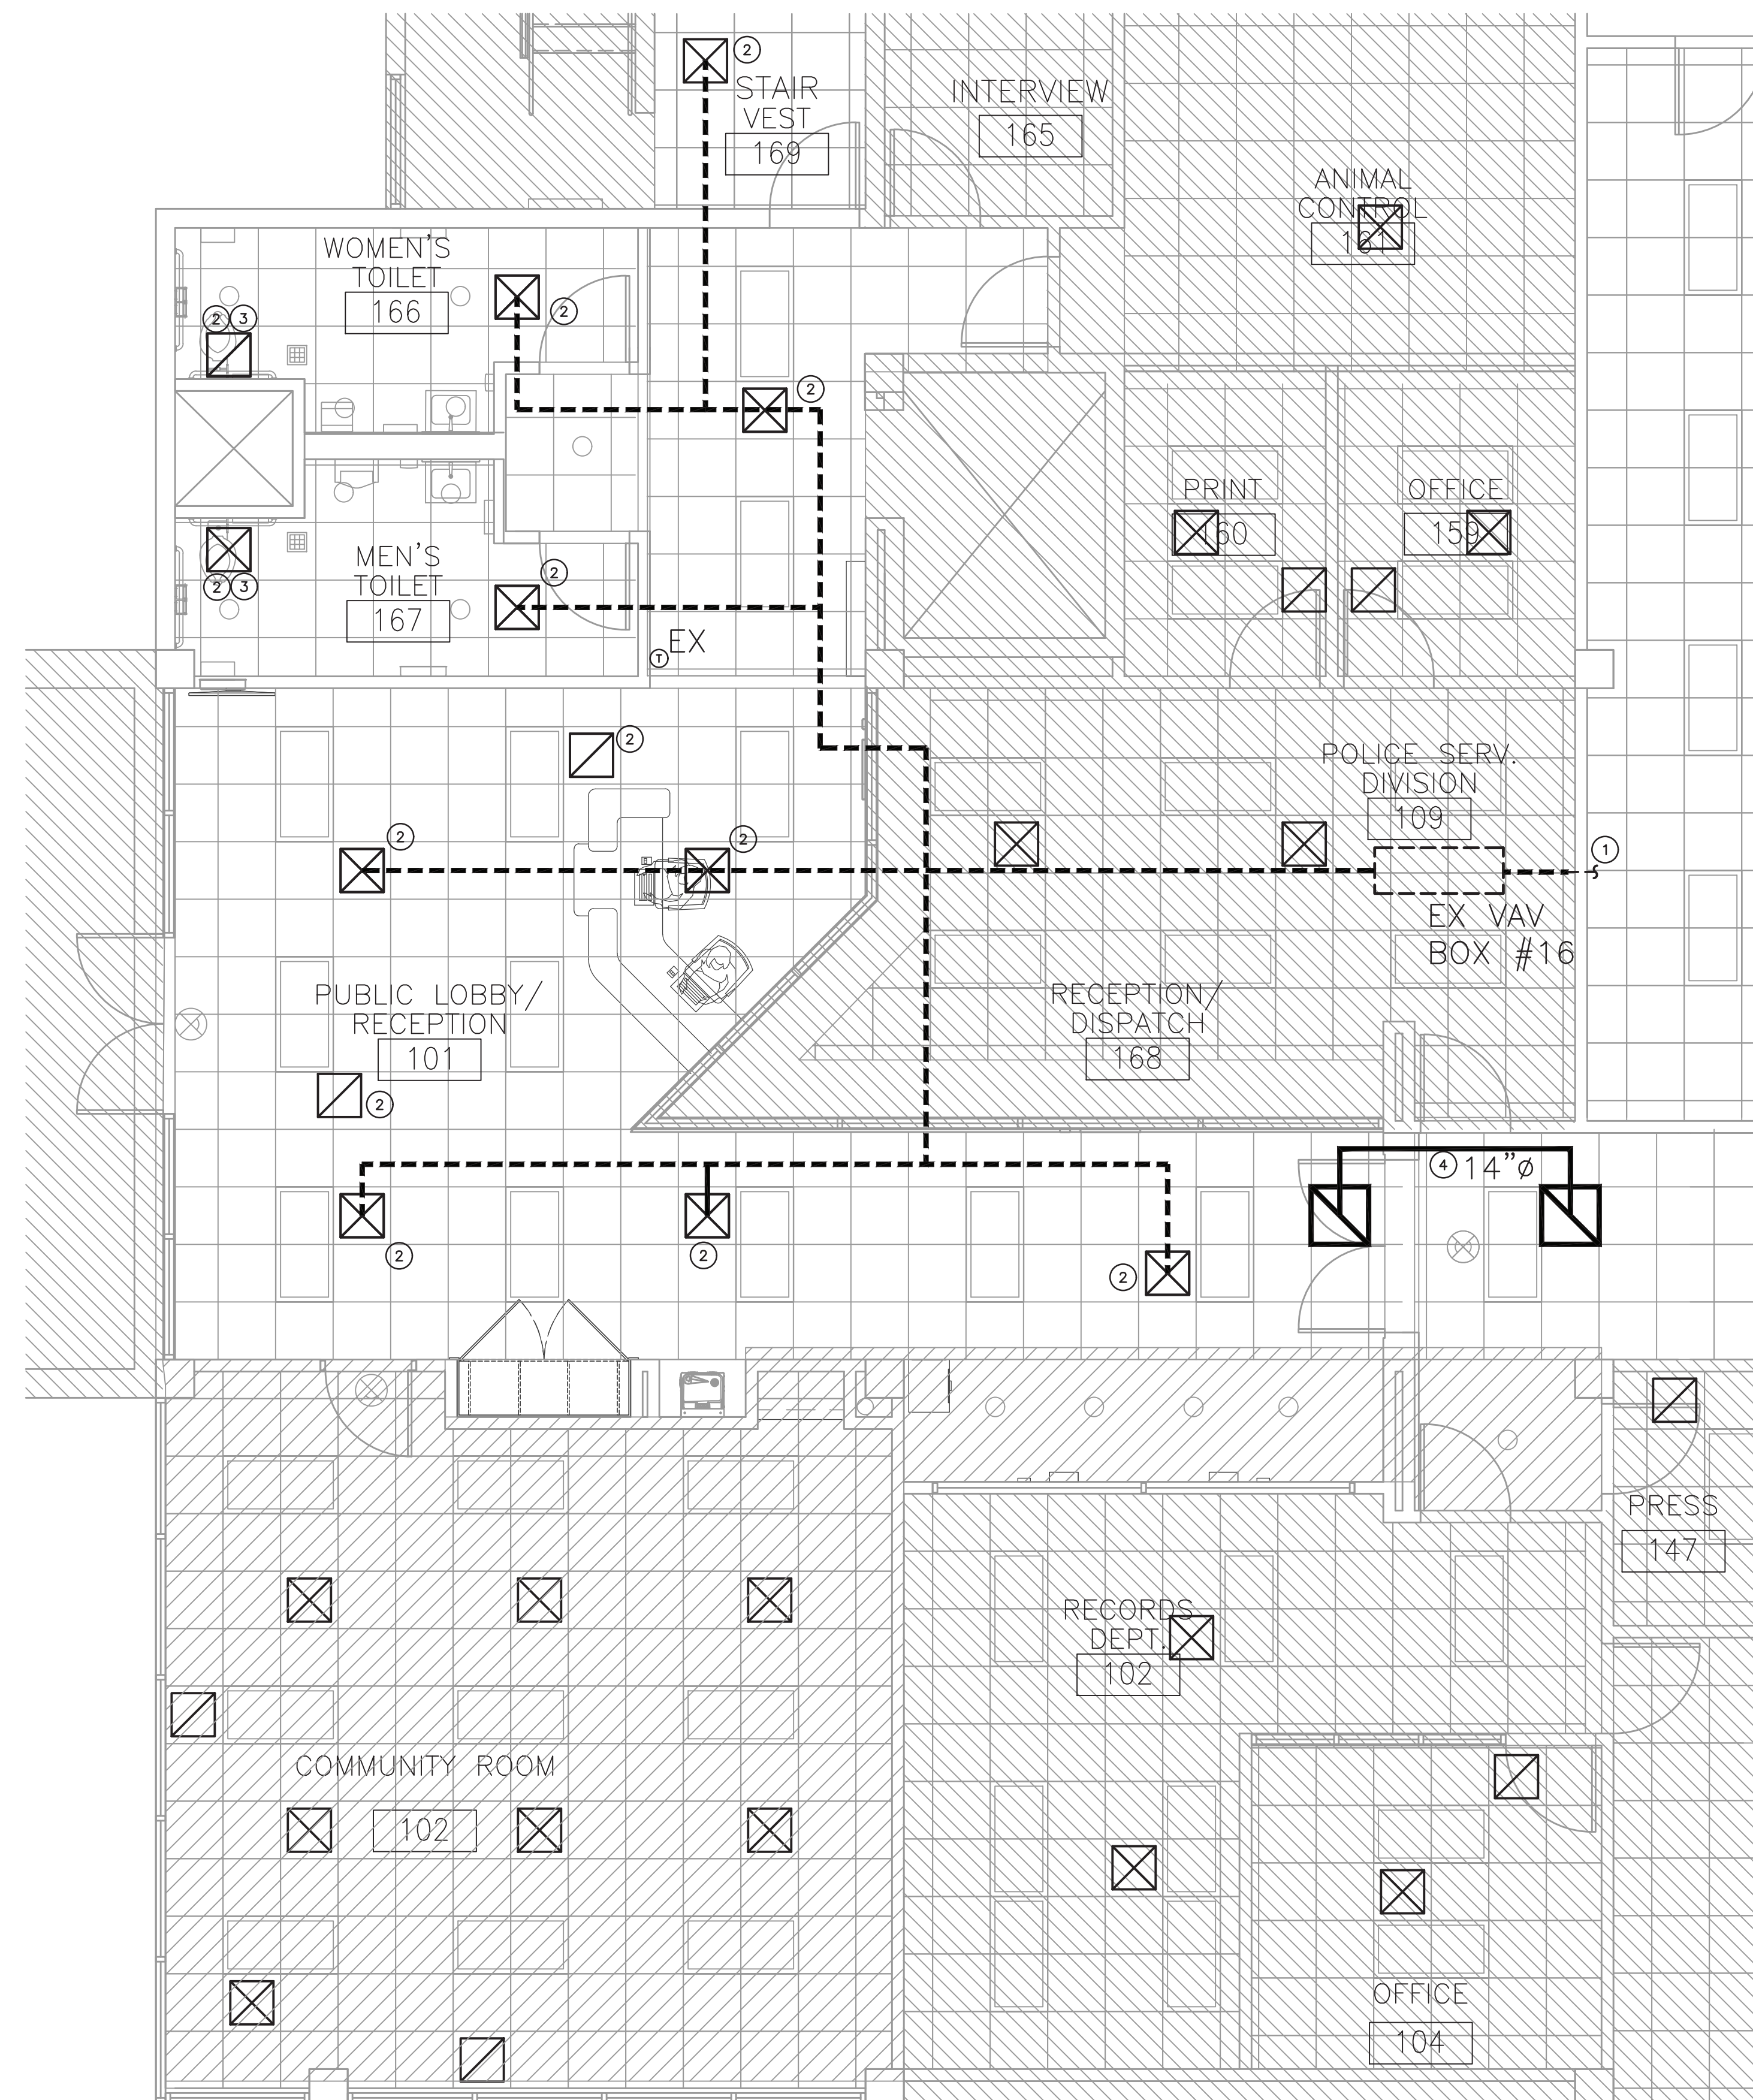 2
STAIR
VEST
169
INTERVIEW
165
ANIMAL
CONTROL
161
WOMEN'S
TOILET
166
2
2 3
2
PRINT
160
OFFICE
159
MEN'S
TOILET
167
2
2 3
EX
T
2
POLICE SERV.
DIVISION
109
2
2
1
EX VAV
BOX #16
PUBLIC LOBBY/
RECEPTION
101
RECEPTION/
DISPATCH
168
2
4 14"ø
2
2
2
PRESS
147
RECORDS
DEPT.
102
COMMUNITY ROOM
102
OFFICE
104